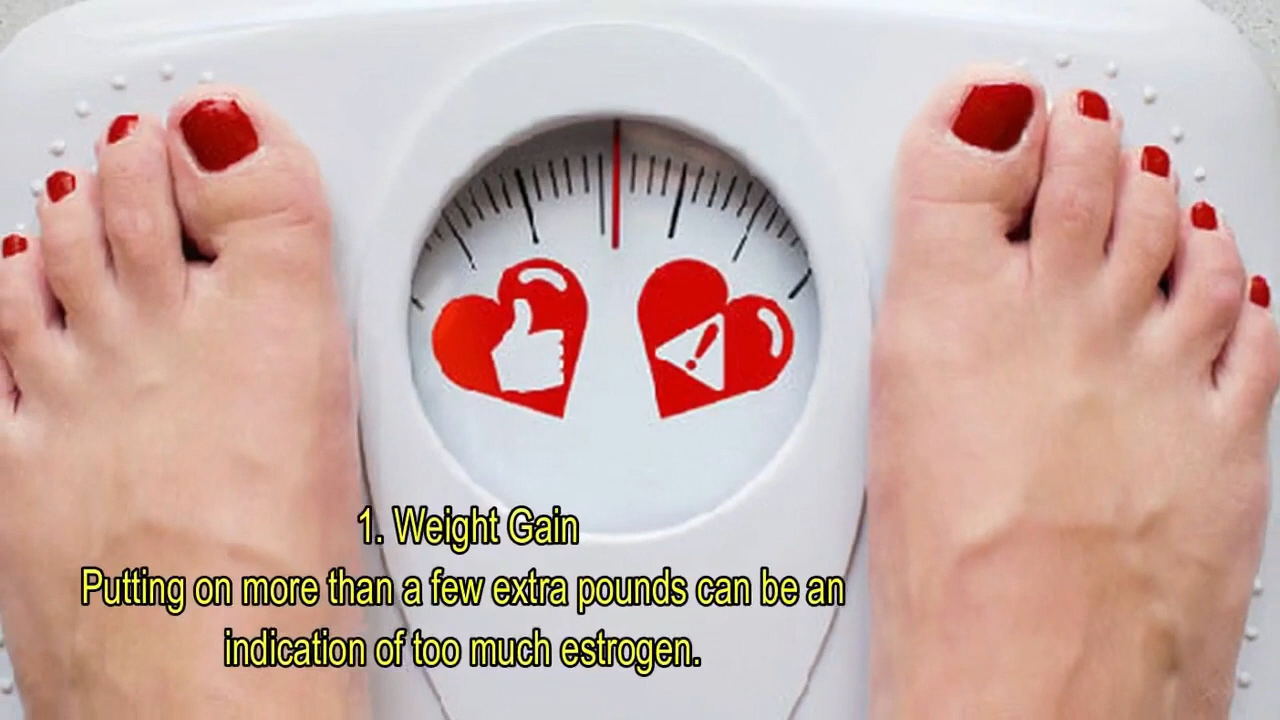 1. Weight Gain
Putting on more than a few extra pounds can be an
indication of too much estrogen.